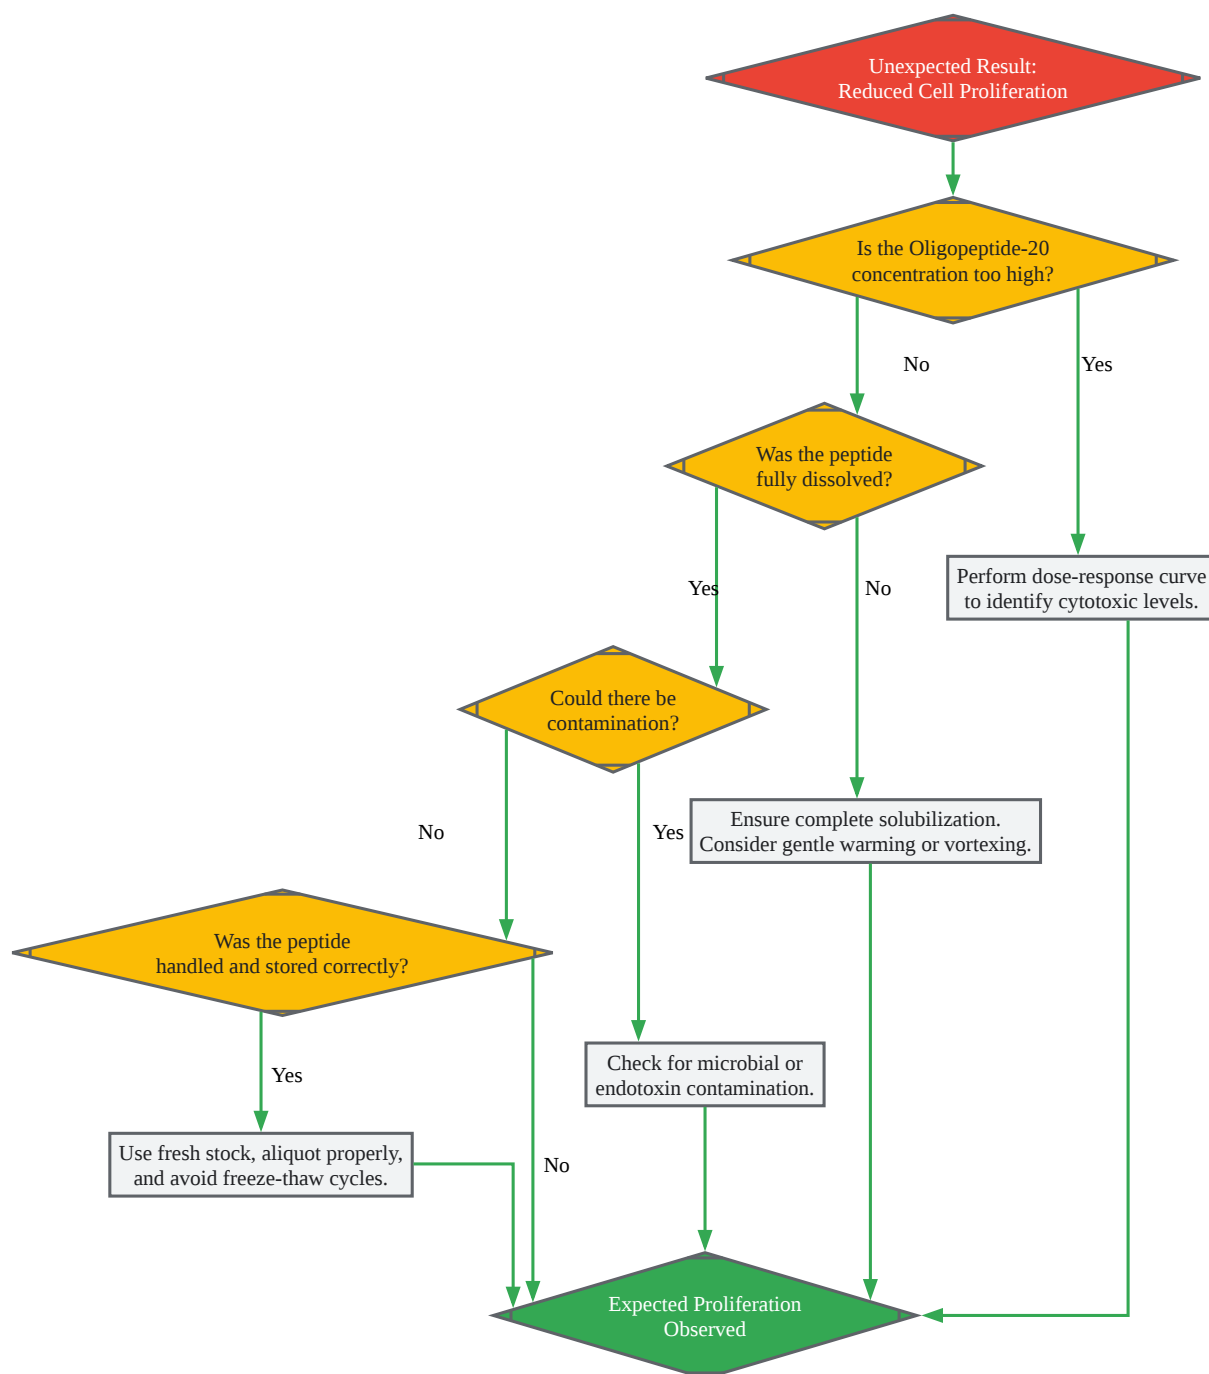 Unexpected Result:
Reduced Cell Proliferation
Is the Oligopeptide-20
concentration too high?
No
Yes
Was the peptide
fully dissolved?
Yes
No
Perform dose-response curve
to identify cytotoxic levels.
Could there be
contamination?
No
Yes
Ensure complete solubilization.
Consider gentle warming or vortexing.
Was the peptide
handled and stored correctly?
Yes
Check for microbial or
endotoxin contamination.
Use fresh stock, aliquot properly,
and avoid freeze-thaw cycles.
No
Expected Proliferation
Observed